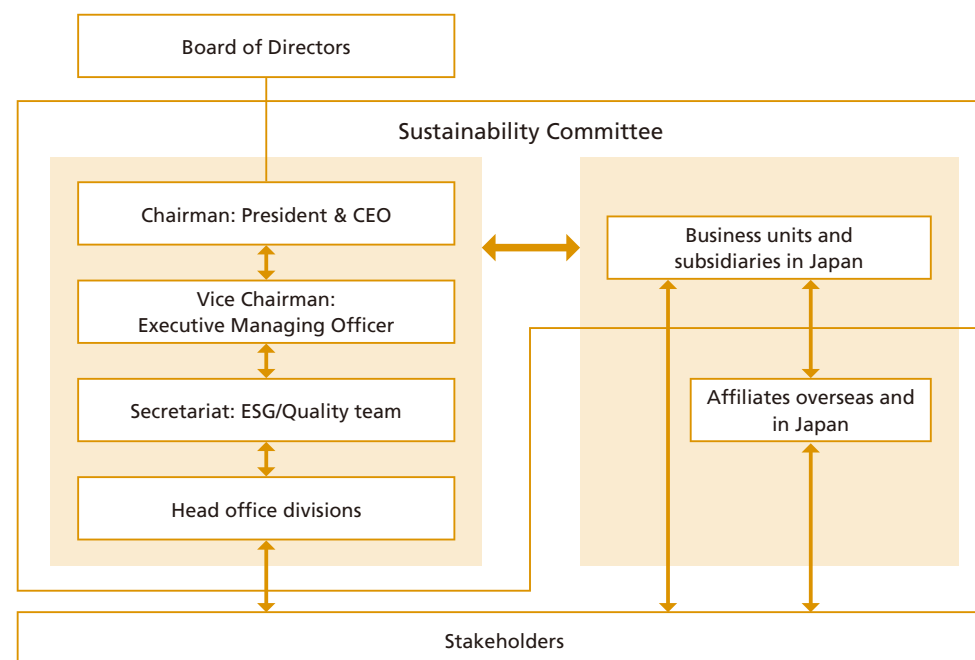 Board of Directors
Sustainability Committee
Chairman: President & CEO
Vice Chairman:
Executive Managing Officer
Secretariat: ESG/Quality team
Head office divisions
Business units and
subsidiaries in Japan
Affiliates overseas and
in Japan
Stakeholders